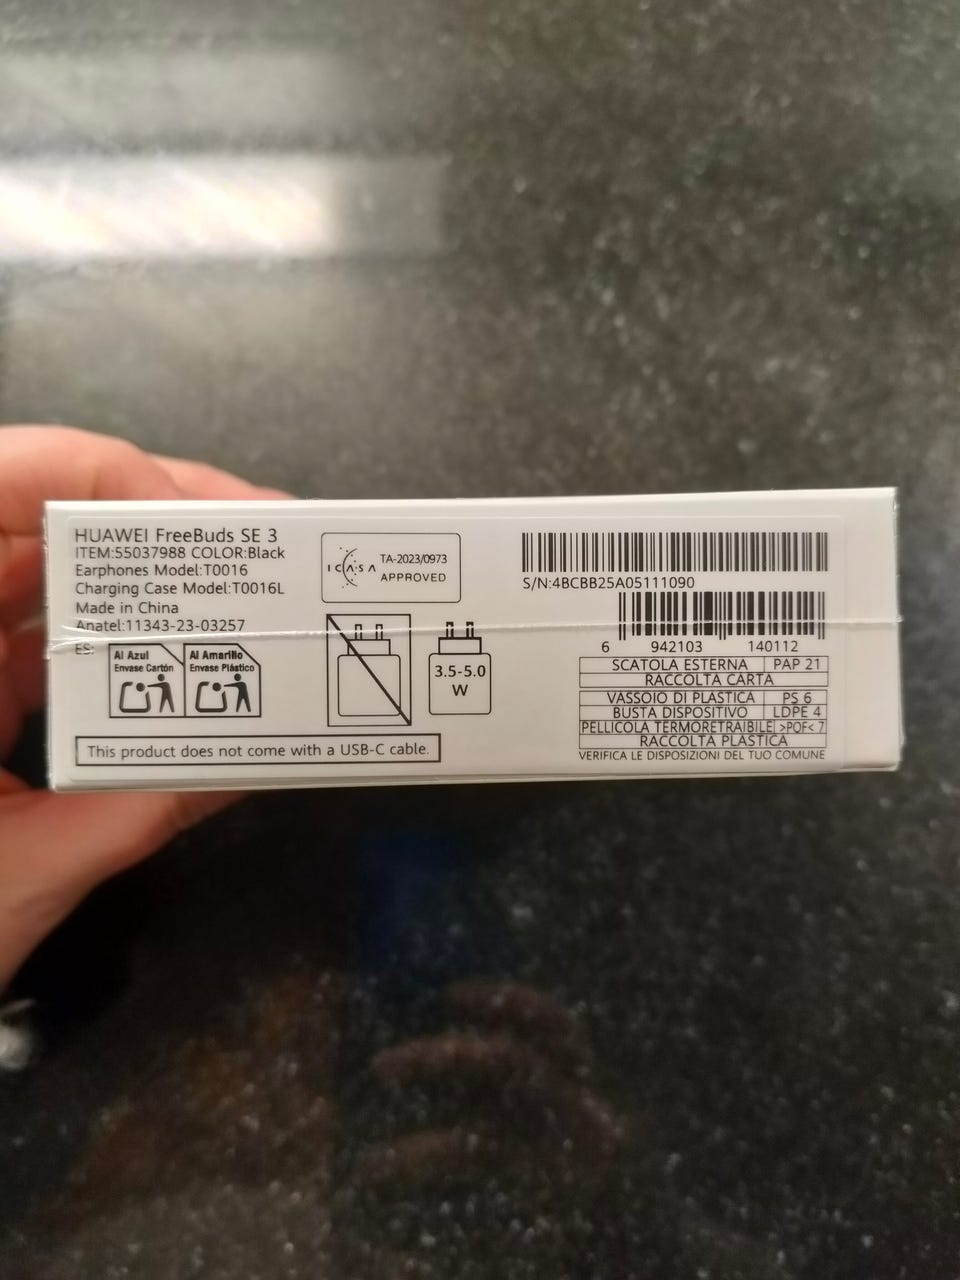 HUAWEI FreeBuds SE 3
ITEM:55037988 COLOR:Black
Earphones Model:T0016
Charging Case Model:T0016L
Made in China
Anatel:11343-23-03257
ES:
Al Azul
Envase Cartón
Al Amarillo
Envase Plástico
This product does not come with a USB-C cable.
ICASA
TA-2023/0973
APPROVED
3.5-5.0
W
S/N:4BCBB25A05111090
6 942103 140112
SCATOLA ESTERNA PAP 21
RACCOLTA CARTA
VASSOIO DI PLASTICA PS 6
BUSTA DISPOSITIVO LDPE 4
PELLICOLA TERMORETRAIBILE >POF< 7
RACCOLTA PLASTICA
VERIFICA LE DISPOSIZIONI DEL TUO COMUNE